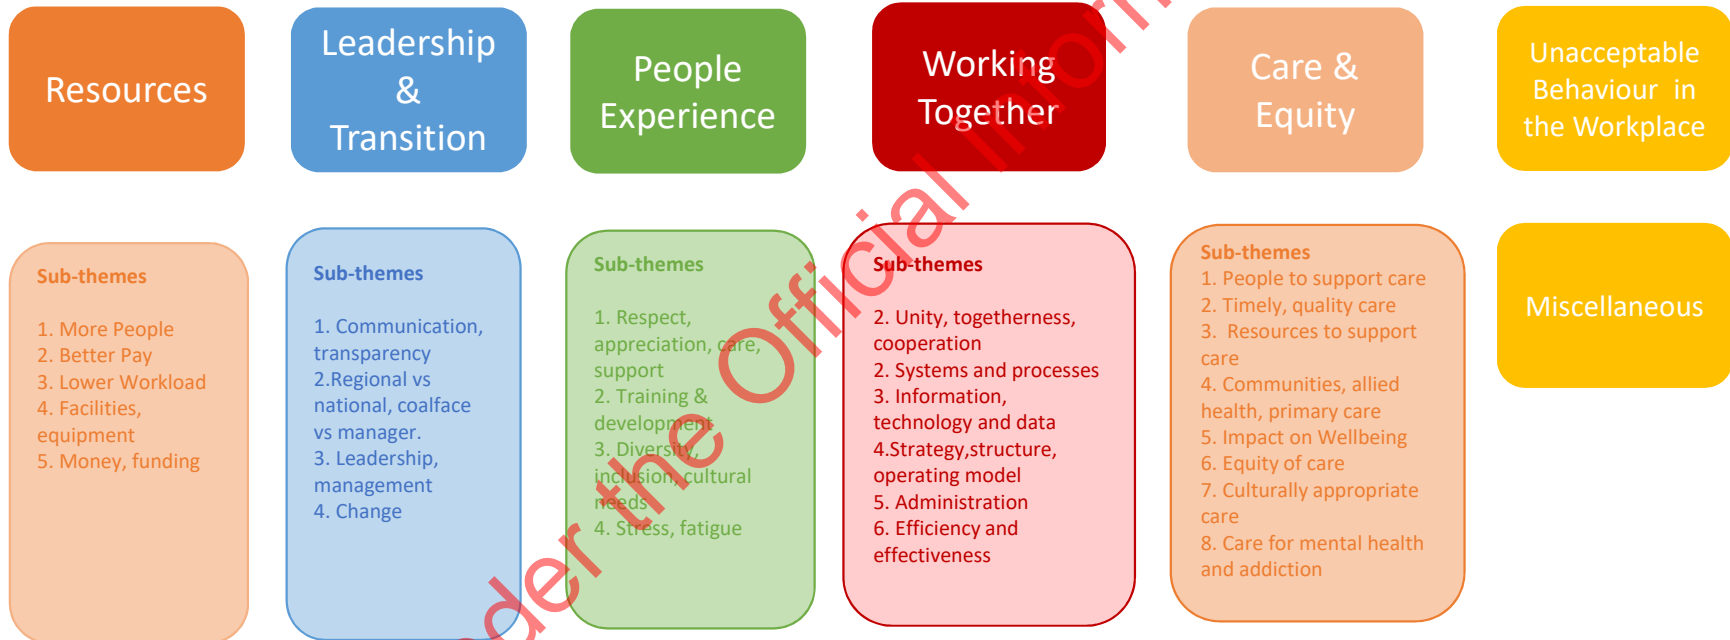 Resources
Leadership
&
Transition
People
Experience
Working
Together
Care &
Equity
Unacceptable
Behaviour in
the Workplace
Sub-themes
1. More People
2. Better Pay
3. Lower Workload
4. Facilities,
equipment
5. Money, funding
Sub-themes
1. Communication,
transparency
2.Regional vs
national, coalface
vs manager.
3. Leadership,
management
4. Change
Sub-themes
1. Respect,
appreciation, care,
support
2. Training &
development
3. Diversity,
inclusion, cultural
needs
4. Stress, fatigue
Sub-themes
2. Unity, togetherness,
cooperation
2. Systems and processes
3. Information,
technology and data
4.Strategy,structure,
operating model
5. Administration
6. Efficiency and
effectiveness
Sub-themes
1. People to support care
2. Timely, quality care
3. Resources to support
care
4. Communities, allied
health, primary care
5. Impact on Wellbeing
6. Equity of care
7. Culturally appropriate
care
8. Care for mental health
and addiction
Miscellaneous
the Official